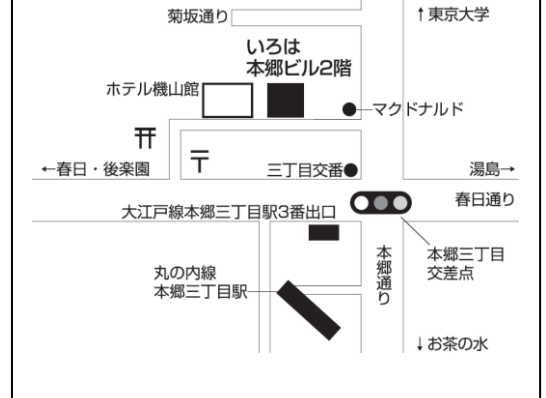 菊坂通り
↑東京大学
いろは
本郷ビル2階
ホテル機山館
マクドナルド
〒
三丁目交番
←春日・後楽園
湯島→
春日通り
大江戸線本郷三丁目駅3番出口
本郷通り
本郷三丁目
交差点
丸の内線
本郷三丁目駅
↓お茶の水